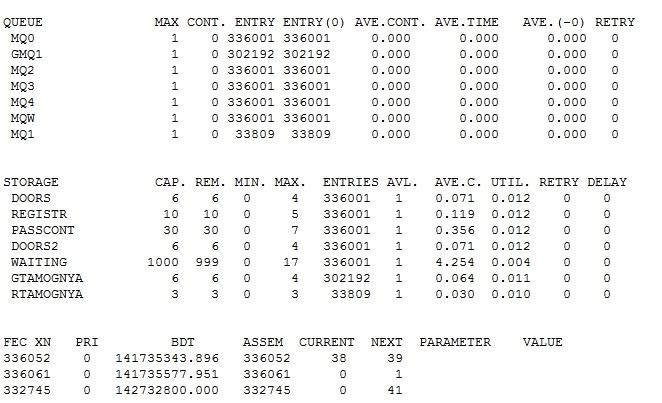 QUEUE MAX CONT. ENTRY ENTRY(0) AVE.CONT. AVE.TIME AVE.(-0) RETRY
MQ0 1 0 336001 336001 0.000 0.000 0.000 0
GMQ1 1 0 302192 302192 0.000 0.000 0.000 0
MQ2 1 0 336001 336001 0.000 0.000 0.000 0
MQ3 1 0 336001 336001 0.000 0.000 0.000 0
MQ4 1 0 336001 336001 0.000 0.000 0.000 0
MQW 1 0 336001 336001 0.000 0.000 0.000 0
MQ1 1 0 33809 33809 0.000 0.000 0.000 0
STORAGE CAP. REM. MIN. MAX. ENTRIES AVL. AVE.C. UTIL. RETRY DELAY
DOORS 6 6 0 4 336001 1 0.071 0.012 0 0
REGISTR 10 10 0 5 336001 1 0.119 0.012 0 0
PASSCONT 30 30 0 7 336001 1 0.356 0.012 0 0
DOORS2 6 6 0 4 336001 1 0.071 0.012 0 0
WAITING 1000 999 0 17 336001 1 4.254 0.004 0 0
GTAMOGNYA 6 6 0 4 302192 1 0.064 0.011 0 0
RTAMOGNYA 3 3 0 3 33809 1 0.030 0.010 0 0
FEC XN PRI BDT ASSEM CURRENT NEXT PARAMETER VALUE
336052 0 141735343.896 336052 38 39
336061 0 141735577.951 336061 0 1
332745 0 142732800.000 332745 0 41